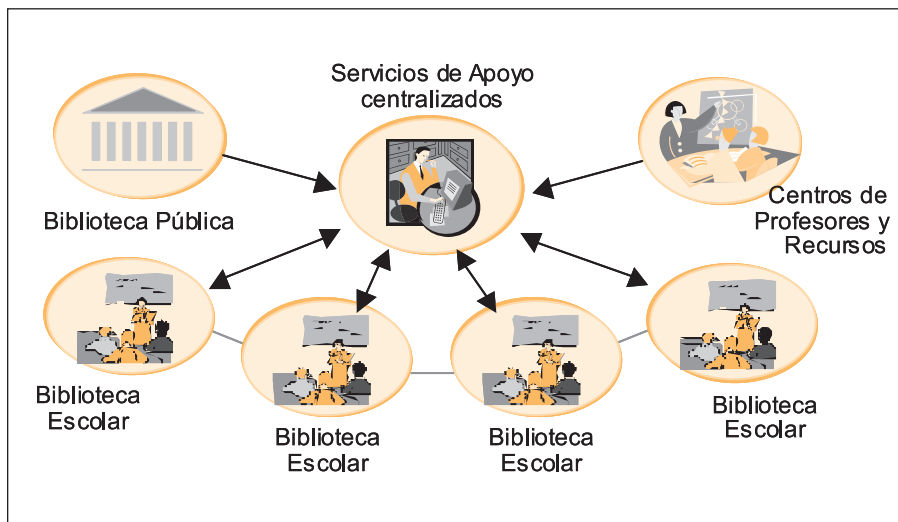 Servicios de Apoyo
centralizados
Biblioteca Pública
Centros de
Profesores y
Recursos
Biblioteca
Escolar
Biblioteca
Escolar
Biblioteca
Escolar
Biblioteca
Escolar